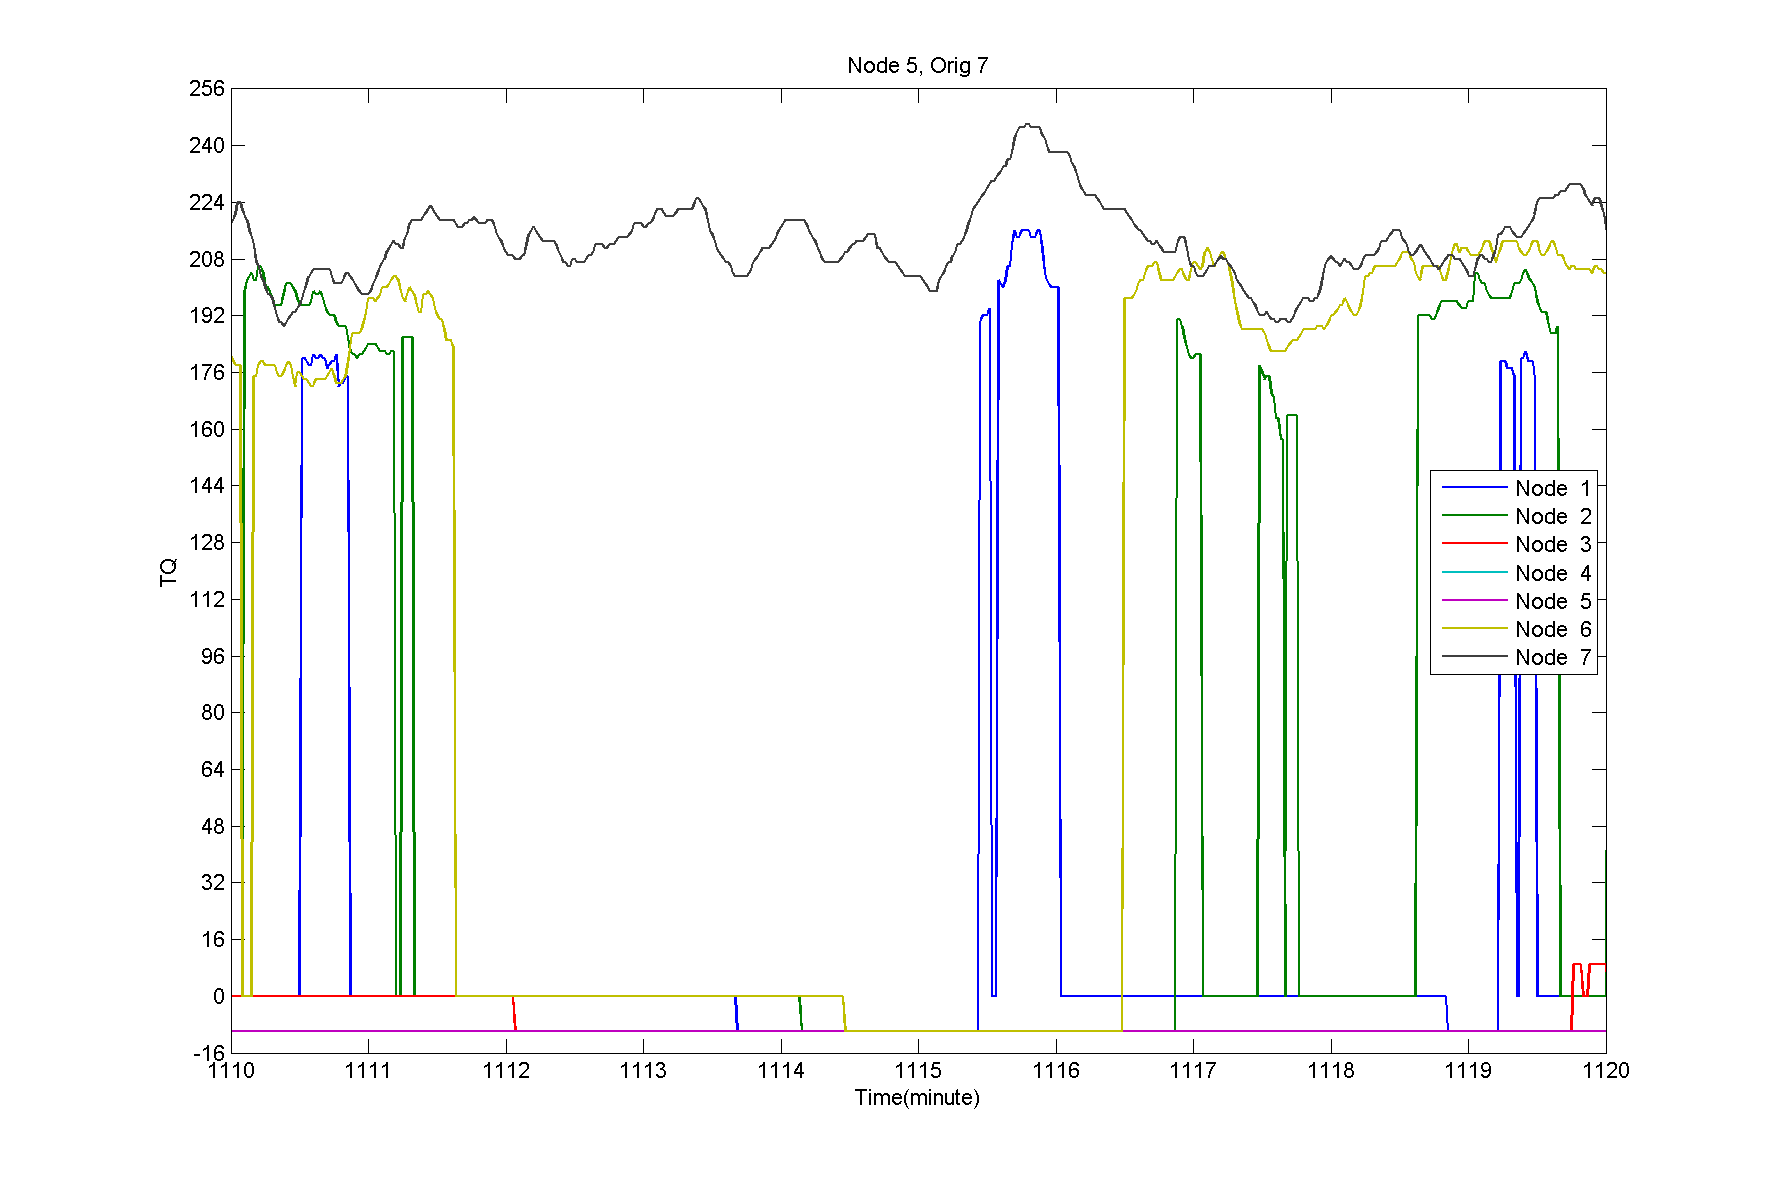 Node 5, Orig 7
256
240
224
208
192
176
160
144
128
112
96
80
64
48
32
16
0
-16
TQ
Node 1
Node 2
Node 3
Node 4
Node 5
Node 6
Node 7
1110 1111 1112 1113 1114 1115 1116 1117 1118 1119 1120
Time(minute)